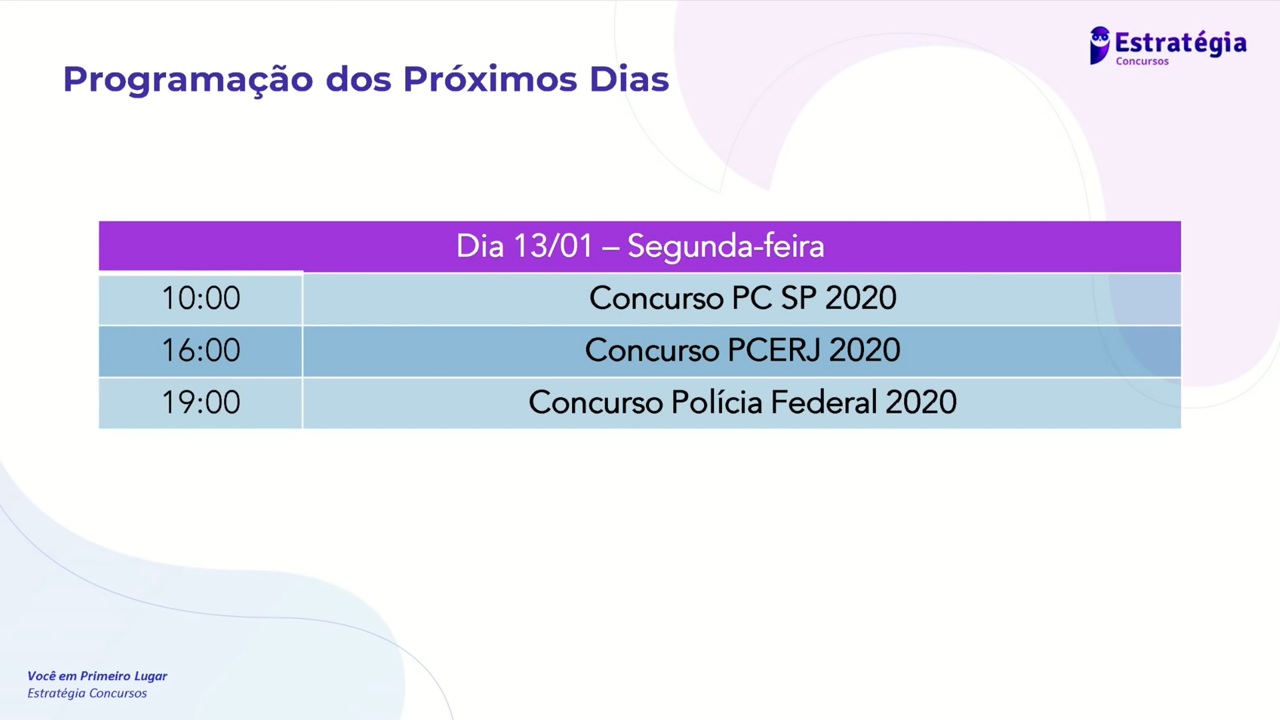 Estratégia
Concursos
Programação dos Próximos Dias
Dia 13/01 – Segunda-feira
10:00 Concurso PC SP 2020
16:00 Concurso PCERJ 2020
19:00 Concurso Polícia Federal 2020
Você em Primeiro Lugar
Estratégia Concursos